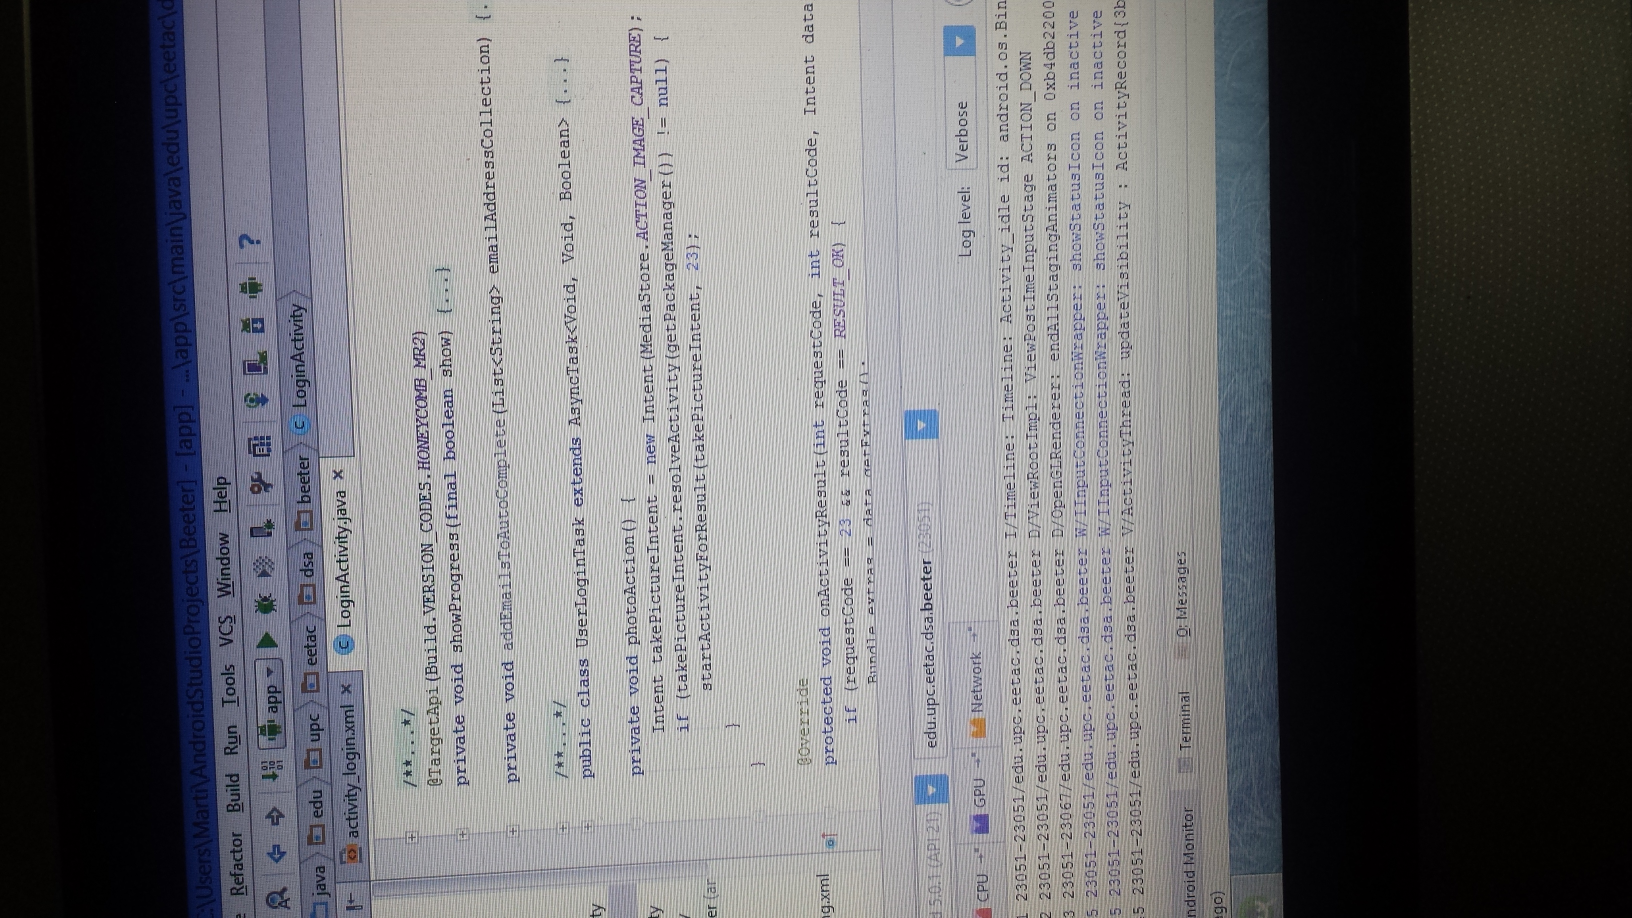 :\Users\Marti\AndroidStudioProjects\Beeter] - [app] - ...\app\src\main\java\edu\upc\eetac\d
Refactor Build Run Tools VCS Window Help
app
java edu upc eetac dsa beeter LoginActivity
activity_login.xml LoginActivity.java
/**...*/
@TargetApi(Build.VERSION_CODES.HONEYCOMB_MR2)
private void showProgress(final boolean show) {...}
private void addEmailsToAutoComplete(List<String> emailAddressCollection) {.
/**...*/
public class UserLoginTask extends AsyncTask<Void, Void, Boolean> {...}
private void photoAction() {
Intent takePictureIntent = new Intent(MediaStore.ACTION_IMAGE_CAPTURE);
if (takePictureIntent.resolveActivity(getPackageManager()) != null) {
startActivityForResult(takePictureIntent, 23);
}
}
@Override
protected void onActivityResult(int requestCode, int resultCode, Intent data
if (requestCode == 23 && resultCode == RESULT_OK) {
Bundle extras = data.getExtras();
ty
ty
er (ar
g.xml
d 5.0.1 (API 21) edu.upc.eetac.dsa.beeter (23051)
CPU GPU Network Log level: Verbose
1 23051-23051/edu.upc.eetac.dsa.beeter I/Timeline: Timeline: Activity_idle id: android.os.Bin
2 23051-23051/edu.upc.eetac.dsa.beeter D/ViewRootImpl: ViewPostImeInputStage ACTION_DOWN
3 23051-23067/edu.upc.eetac.dsa.beeter D/OpenGLRenderer: endAllStagingAnimators on 0xb4db2200
5 23051-23051/edu.upc.eetac.dsa.beeter W/IInputConnectionWrapper: showStatusIcon on inactive
5 23051-23051/edu.upc.eetac.dsa.beeter W/IInputConnectionWrapper: showStatusIcon on inactive
5 23051-23051/edu.upc.eetac.dsa.beeter V/ActivityThread: updateVisibility : ActivityRecord{3b
ndroid Monitor Terminal 0: Messages
go)